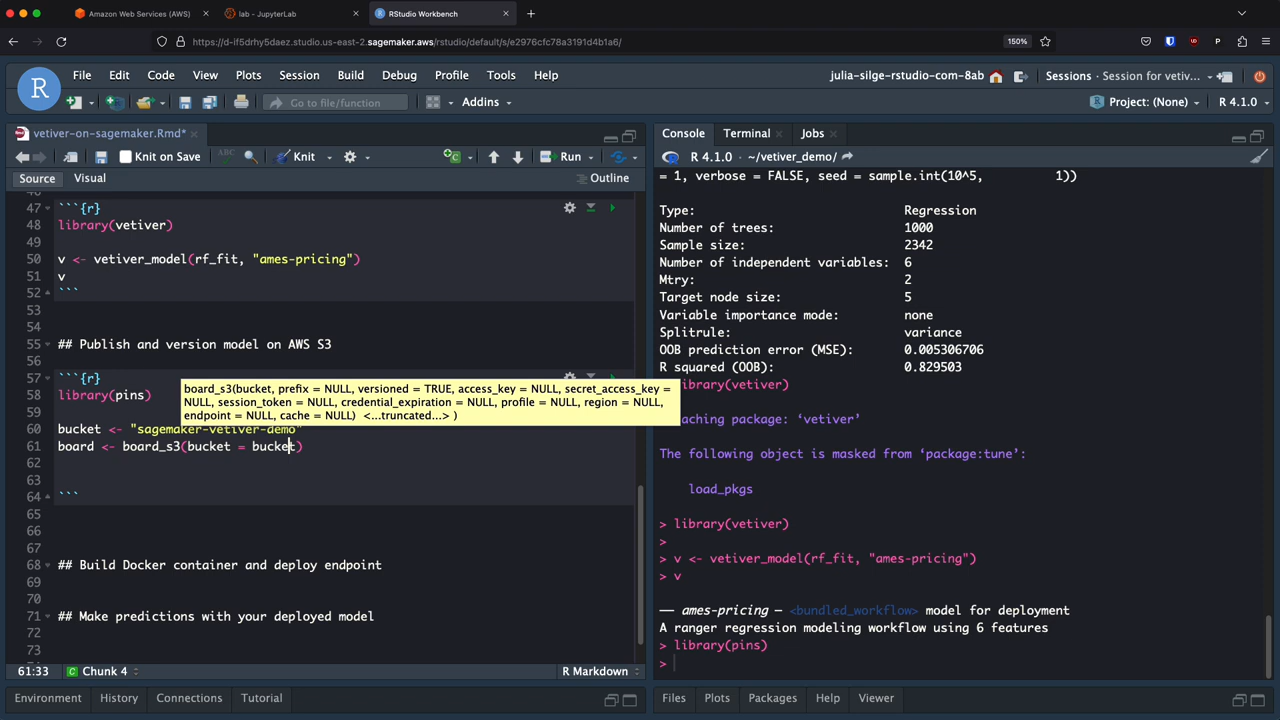 Amazon Web Services (AWS)
lab - JupyterLab
RStudio Workbench
https://d-if5drhy5daez.studio.us-east-2.sagemaker.aws/rstudio/default/s/e2976cfc78a3191d4b1a6/
150%
R
File Edit Code View Plots Session Build Debug Profile Tools Help
julia-silge-rstudio-com-8ab
Sessions Session for vetiv...
Go to file/function
Addins
Project: (None)
R 4.1.0
vetiver-on-sagemaker.Rmd*
Knit on Save
ABC
Knit
Run
Source Visual
Outline
47 ```{r}
48 library(vetiver)
49
50 v <- vetiver_model(rf_fit, "ames-pricing")
51 v
52 ```
53
54
55 ## Publish and version model on AWS S3
56
57 ```{r}
58 library(pins)
board_s3(bucket, prefix = NULL, versioned = TRUE, access_key = NULL, secret_access_key =
NULL, session_token = NULL, credential_expiration = NULL, profile = NULL, region = NULL,
endpoint = NULL, cache = NULL) <...truncated...> )
59
60 bucket <- "sagemaker-vetiver-demo"
61 board <- board_s3(bucket = bucket)
62
63
64 ```
65
66
67
68 ## Build Docker container and deploy endpoint
69
70
71 ## Make predictions with your deployed model
72
73
61:33
C Chunk 4
R Markdown
Environment History Connections Tutorial
Console Terminal Jobs
R 4.1.0 · ~/vetiver_demo/
= 1, verbose = FALSE, seed = sample.int(10^5, 1))
Type: Regression
Number of trees: 1000
Sample size: 2342
Number of independent variables: 6
Mtry: 2
Target node size: 5
Variable importance mode: none
Splitrule: variance
OOB prediction error (MSE): 0.005306706
R squared (OOB): 0.829503
library(vetiver)
aching package: ‘vetiver’
The following object is masked from ‘package:tune’:
load_pkgs
> library(vetiver)
>
> v <- vetiver_model(rf_fit, "ames-pricing")
> v
── ames-pricing ─ <bundled_workflow> model for deployment
A ranger regression modeling workflow using 6 features
> library(pins)
>
Files Plots Packages Help Viewer